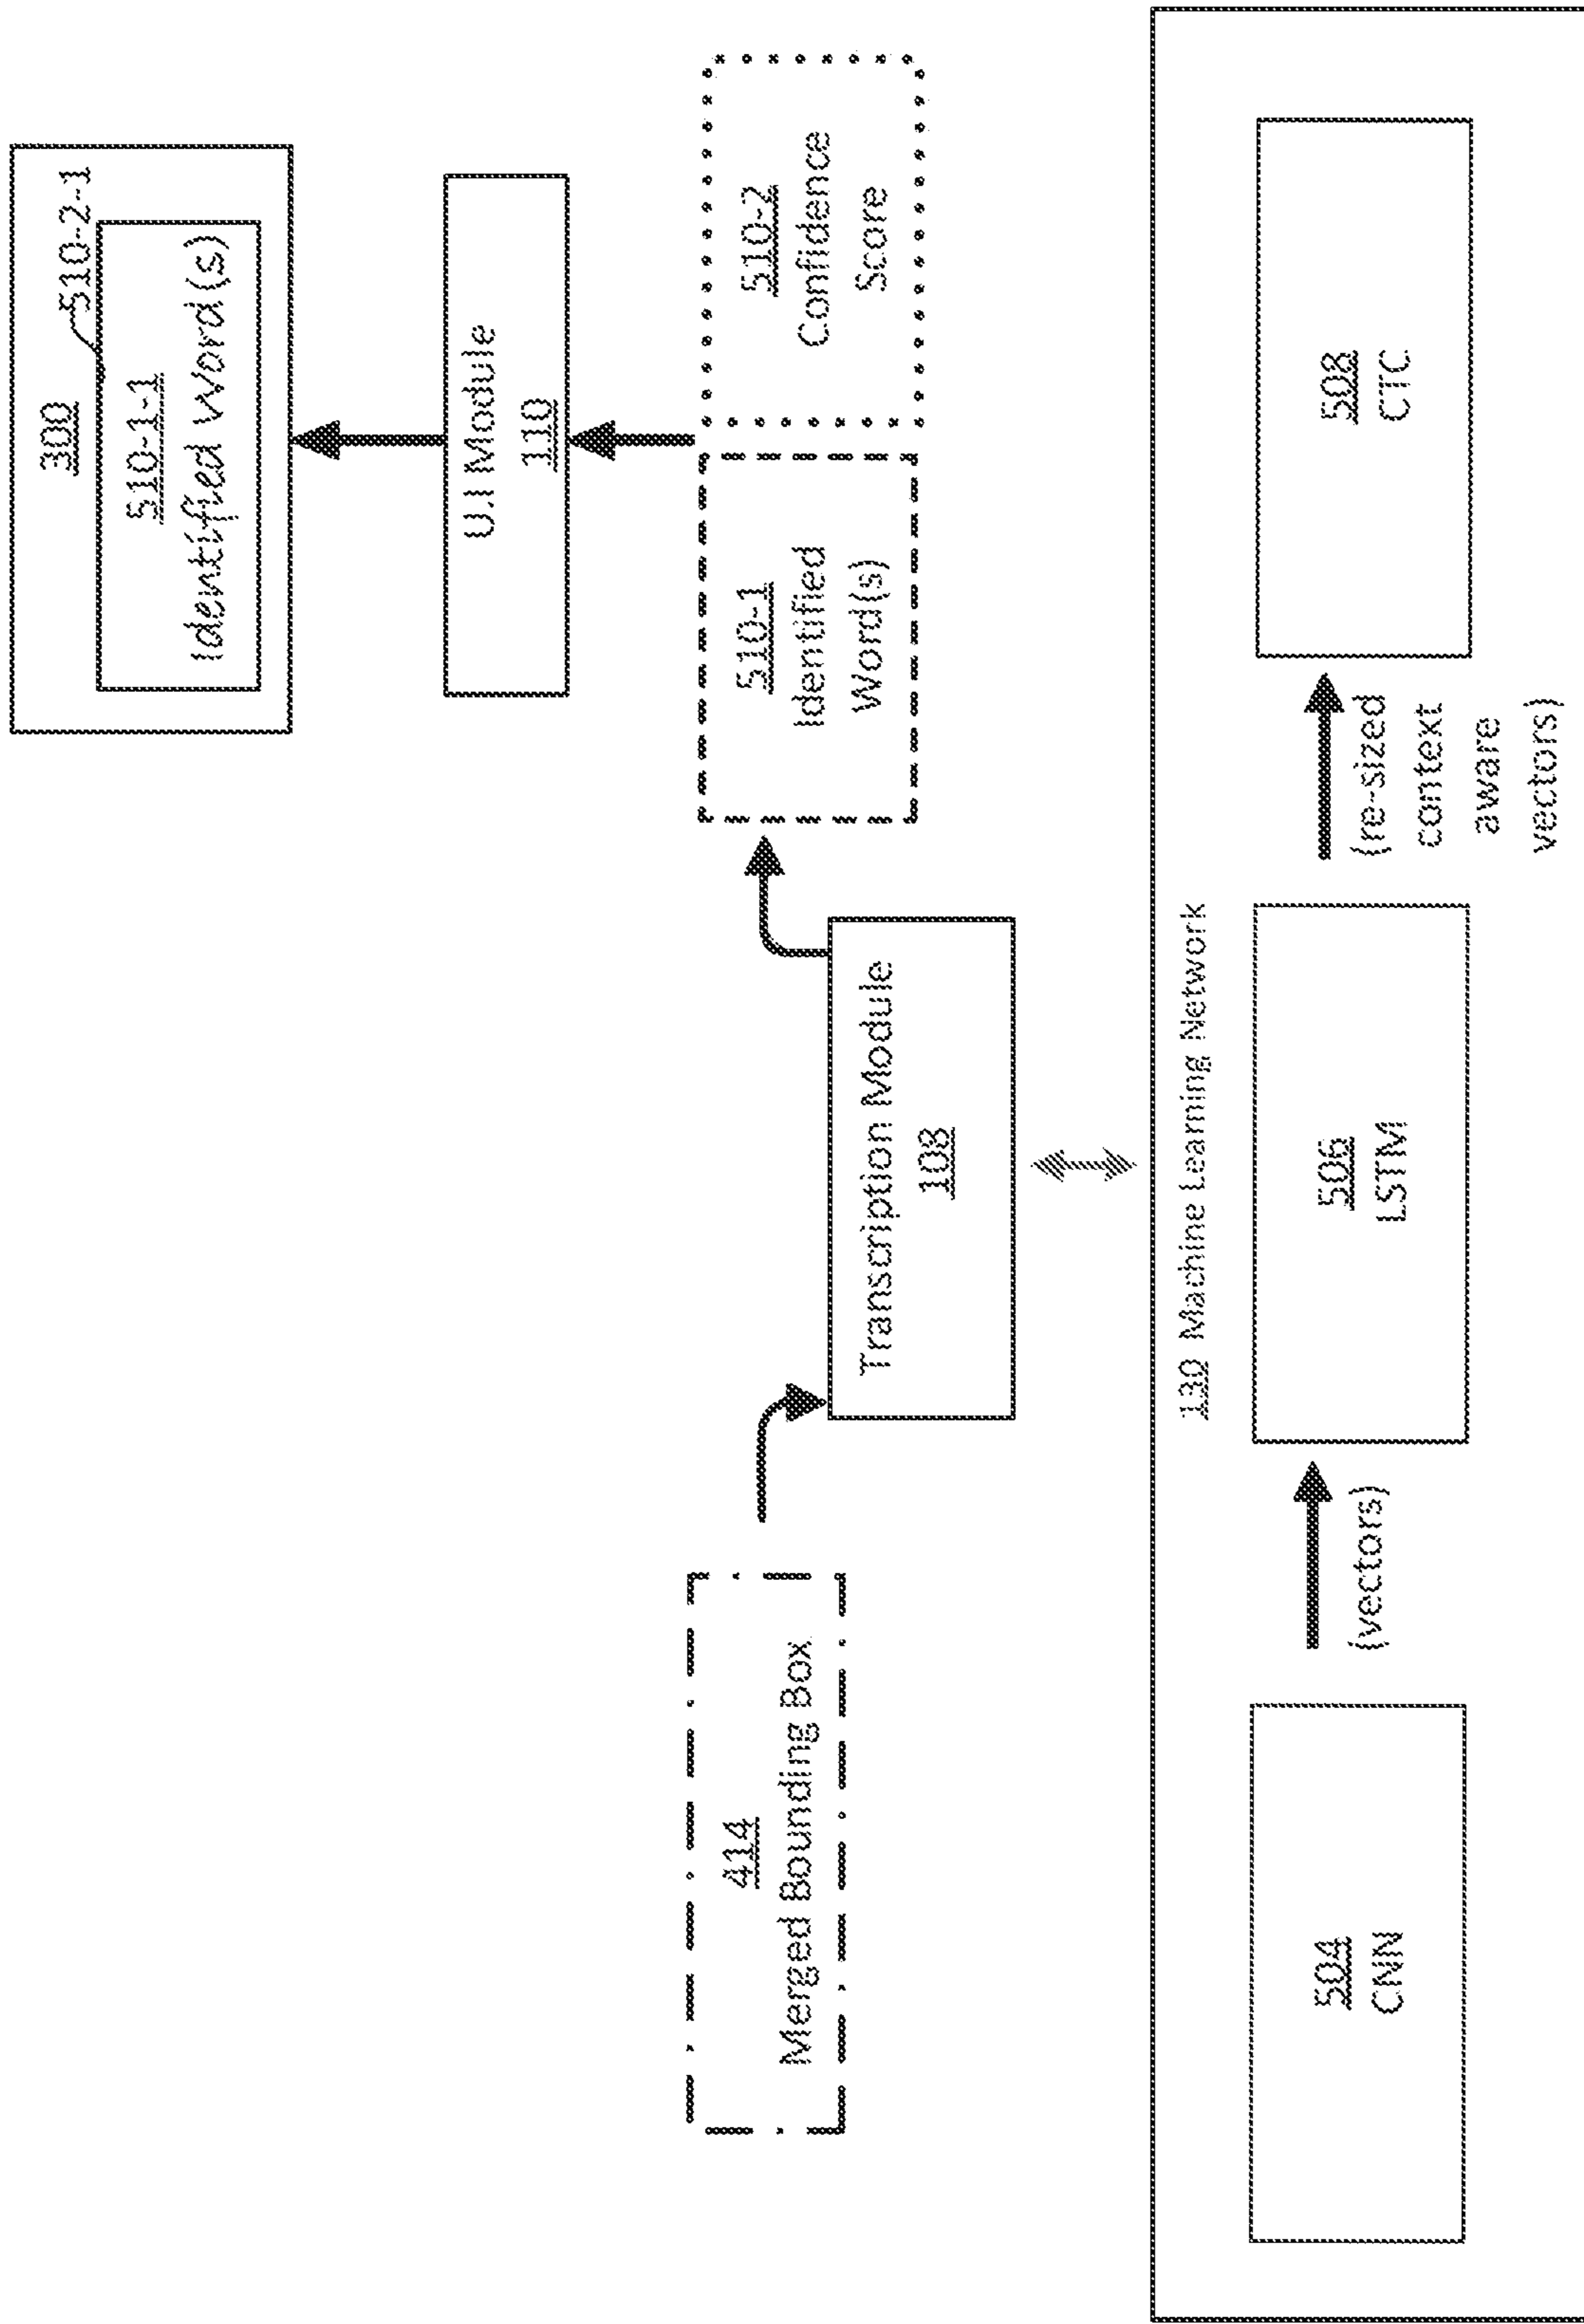 300
510-2-1
510-1-1
Identified Word(s)
U.I Module
110
414
Merged Bounding Box
510-1
Identified
Word(s)
510-2
Confidence
Score
Transcription Module
108
130 Machine Learning Network
504
CNN
(vectors)
506
LSTM
(re-sized
context
aware
vectors)
508
CTC